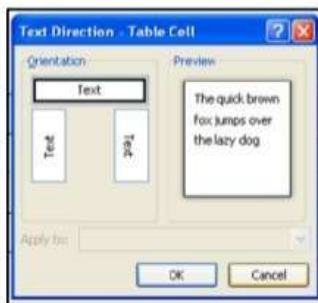 Text Direction - Table Cell
Orientation
Preview
Text
Text
Text
The quick brown
fox jumps over
the lazy dog
Apply to:
OK
Cancel